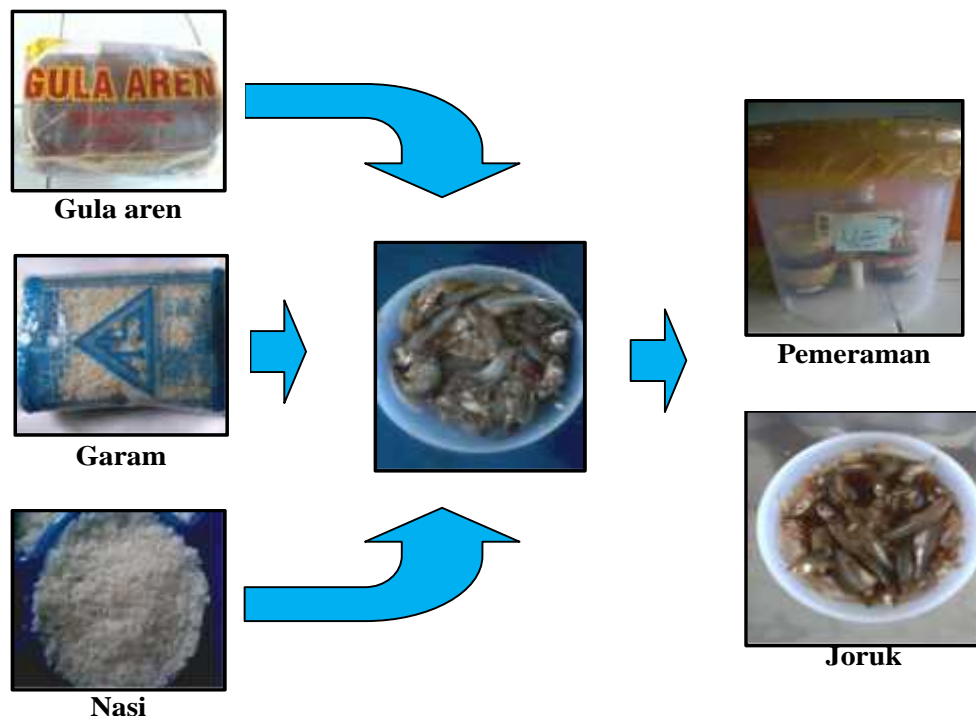 GULA AREN
Gula aren
Garam
Nasi
Pemeraman
Joruk